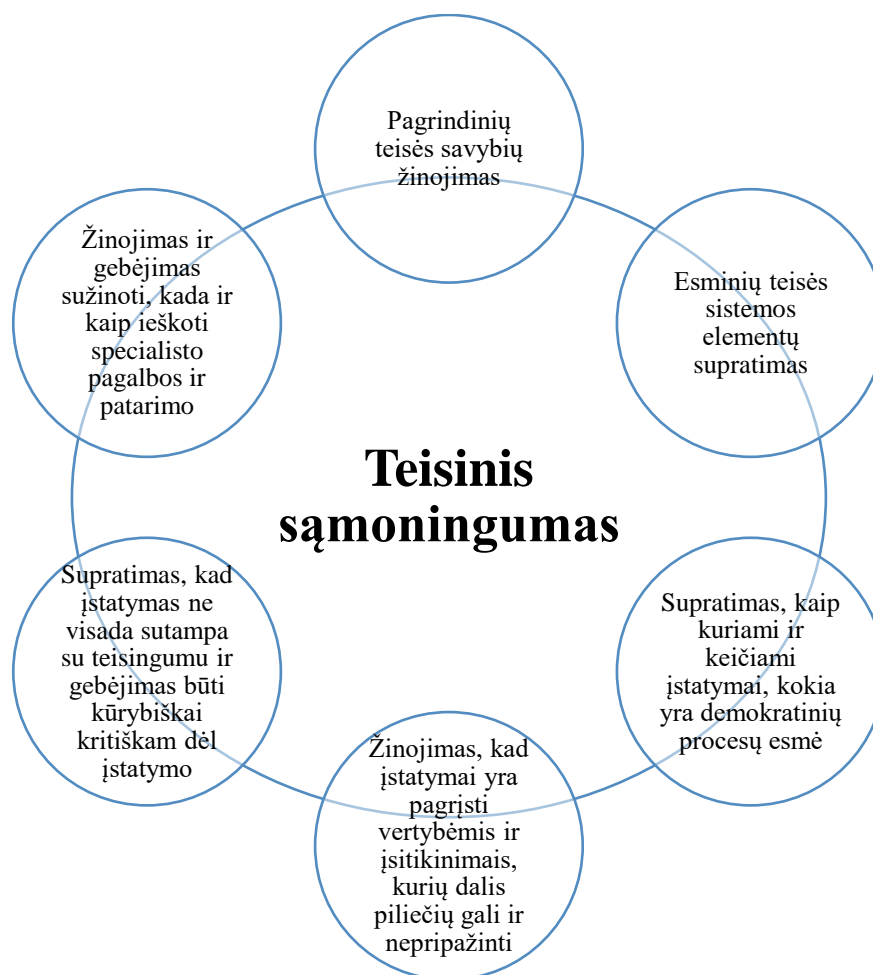 Pagrindinių
teisės savybių
žinojimas
Esminių teisės
sistemos
elementų
supratimas
Supratimas, kaip
kuriami ir
keičiami
įstatymai, kokia
yra demokratinių
procesų esmė
Žinojimas, kad
įstatymai yra
pagrįsti
vertybėmis ir
įsitikinimais,
kurių dalis
piliečių gali ir
nepripažinti
Supratimas, kad
įstatymas ne
visada sutampa
su teisingumu ir
gebėjimas būti
kūrybiškai
kritiškam dėl
įstatymo
Žinojimas ir
gebėjimas
sužinoti, kada ir
kaip ieškoti
specialisto
pagalbos ir
patarimo
Teisinis
sąmoningumas